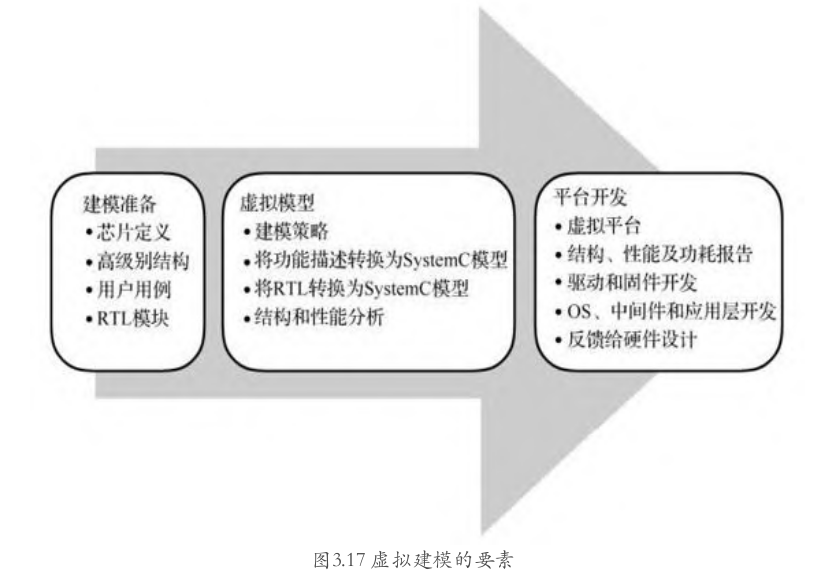 建模准备
•芯片定义
•高级别结构
•用户用例
•RTL模块
虚拟模型
•建模策略
•将功能描述转换为SystemC模型
•将RTL转换为SystemC模型
•结构和性能分析
平台开发
•虚拟平台
•结构、性能及功耗报告
•驱动和固件开发
•OS、中间件和应用层开发
•反馈给硬件设计
图3.17 虚拟建模的要素